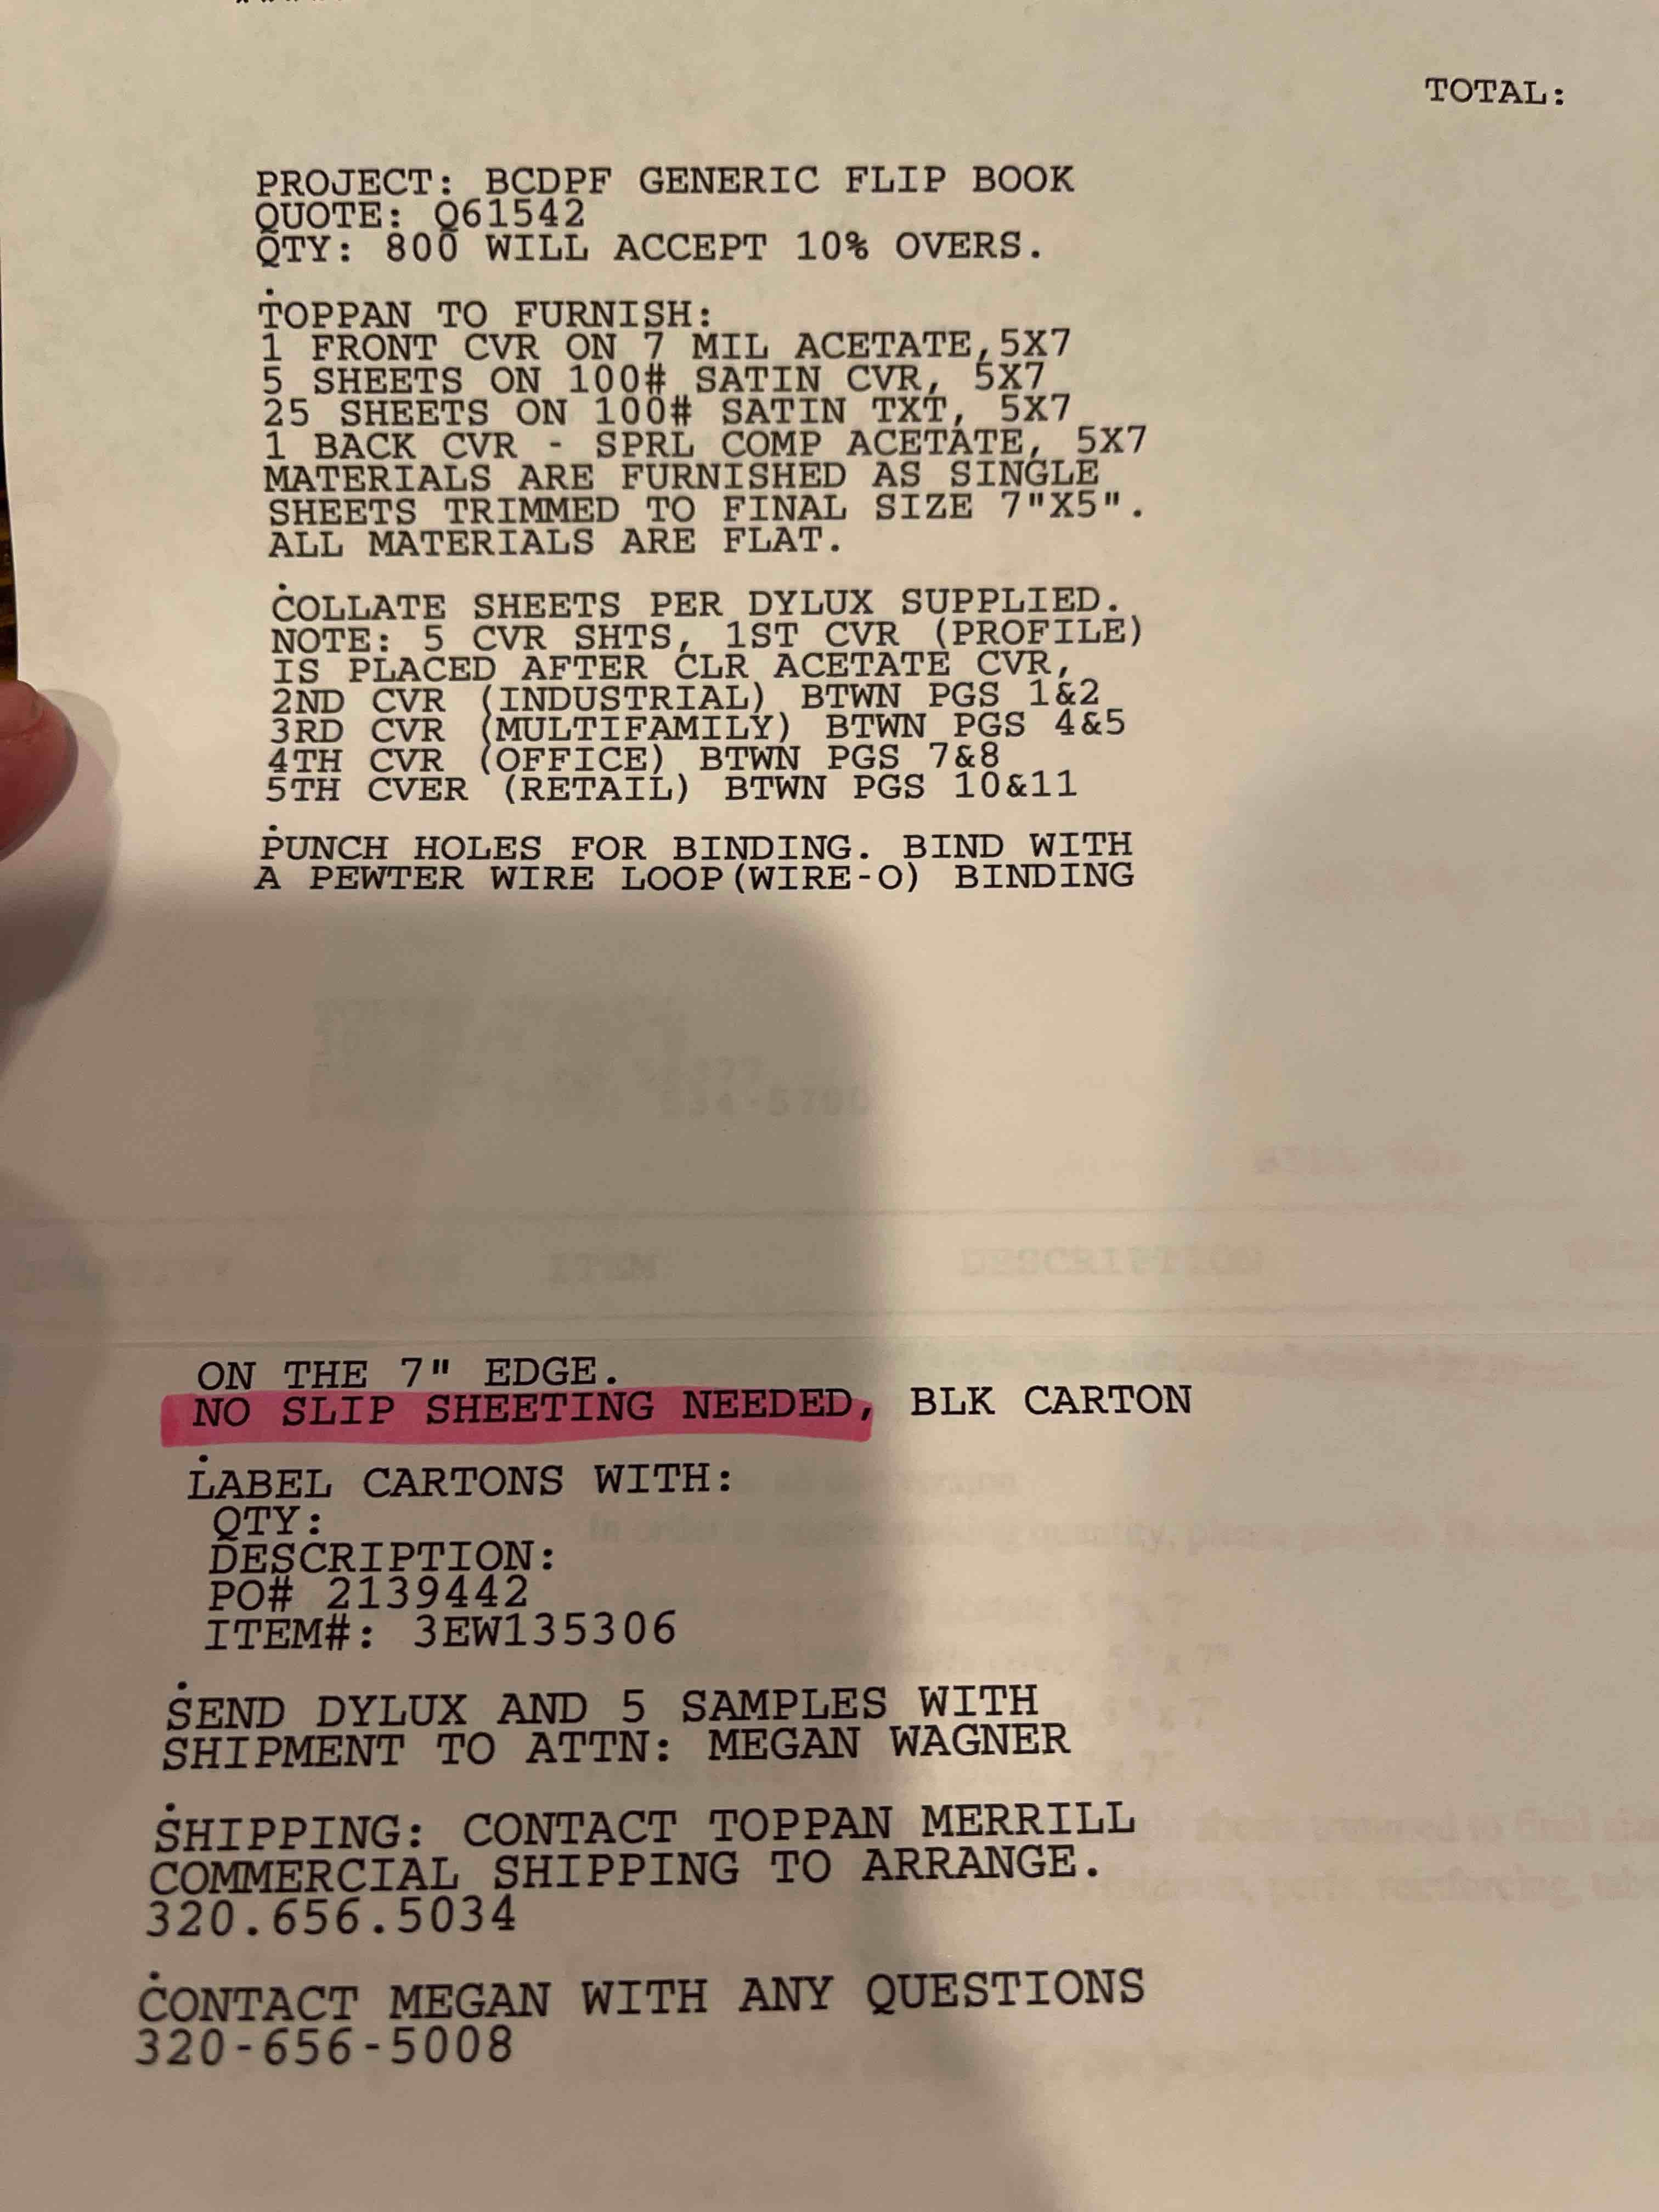 TOTAL:
PROJECT: BCDPF GENERIC FLIP BOOK
QUOTE: Q61542
QTY: 800 WILL ACCEPT 10% OVERS.
.
TOPPAN TO FURNISH:
1 FRONT CVR ON 7 MIL ACETATE,5X7
5 SHEETS ON 100# SATIN CVR, 5X7
25 SHEETS ON 100# SATIN TXT, 5X7
1 BACK CVR - SPRL COMP ACETATE, 5X7
MATERIALS ARE FURNISHED AS SINGLE
SHEETS TRIMMED TO FINAL SIZE 7"X5".
ALL MATERIALS ARE FLAT.
.
COLLATE SHEETS PER DYLUX SUPPLIED.
NOTE: 5 CVR SHTS, 1ST CVR (PROFILE)
IS PLACED AFTER CLR ACETATE CVR,
2ND CVR (INDUSTRIAL) BTWN PGS 1&2
3RD CVR (MULTIFAMILY) BTWN PGS 4&5
4TH CVR (OFFICE) BTWN PGS 7&8
5TH CVER (RETAIL) BTWN PGS 10&11
.
PUNCH HOLES FOR BINDING. BIND WITH
A PEWTER WIRE LOOP(WIRE-O) BINDING
ON THE 7" EDGE.
NO SLIP SHEETING NEEDED, BLK CARTON
.
LABEL CARTONS WITH:
QTY:
DESCRIPTION:
PO# 2139442
ITEM#: 3EW135306
.
SEND DYLUX AND 5 SAMPLES WITH
SHIPMENT TO ATTN: MEGAN WAGNER
.
SHIPPING: CONTACT TOPPAN MERRILL
COMMERCIAL SHIPPING TO ARRANGE.
320.656.5034
.
CONTACT MEGAN WITH ANY QUESTIONS
320-656-5008